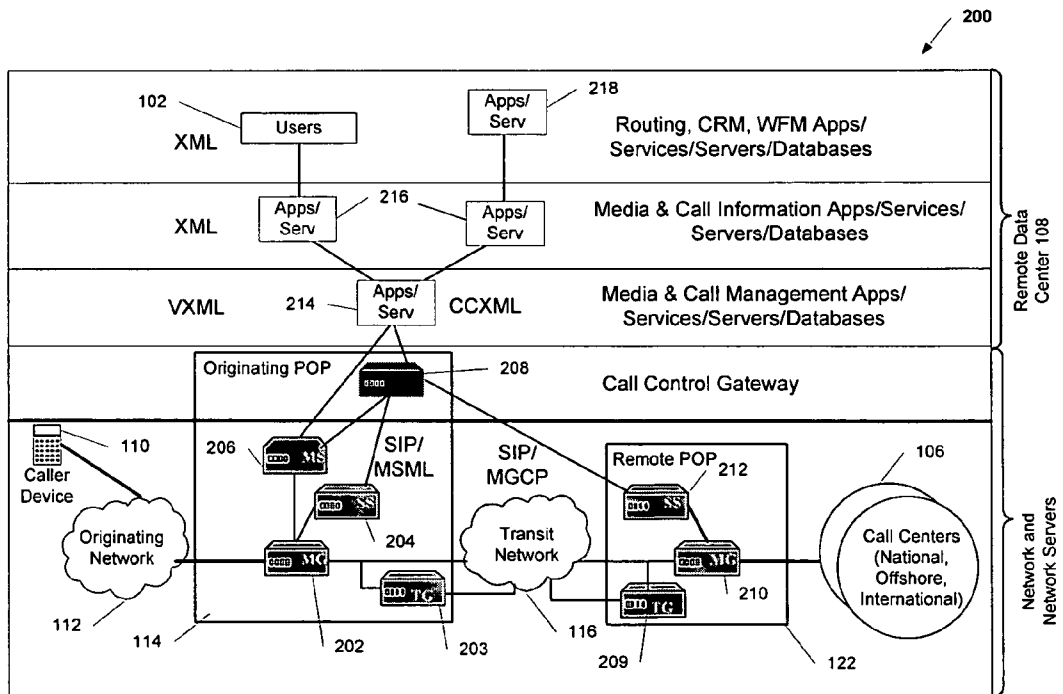 200
102
Users
XML
Apps/
Serv
218
Routing, CRM, WFM Apps/
Services/Servers/Databases
XML
Apps/
Serv
216
Apps/
Serv
Media & Call Information Apps/Services/
Servers/Databases
VXML
214
Apps/
Serv
CCXML
Media & Call Management Apps/
Services/Servers/Databases
Remote Data
Center 108
Originating POP
208
Call Control Gateway
110
Caller
Device
206
MS
SIP/
MSML
SS
204
SIP/
MGCP
Remote POP
212
SS
106
Originating
Network
MG
TG
Transit
Network
MG
TG
210
Call Centers
(National,
Offshore,
International)
112
114
202
203
116
209
122
Network and
Network Servers